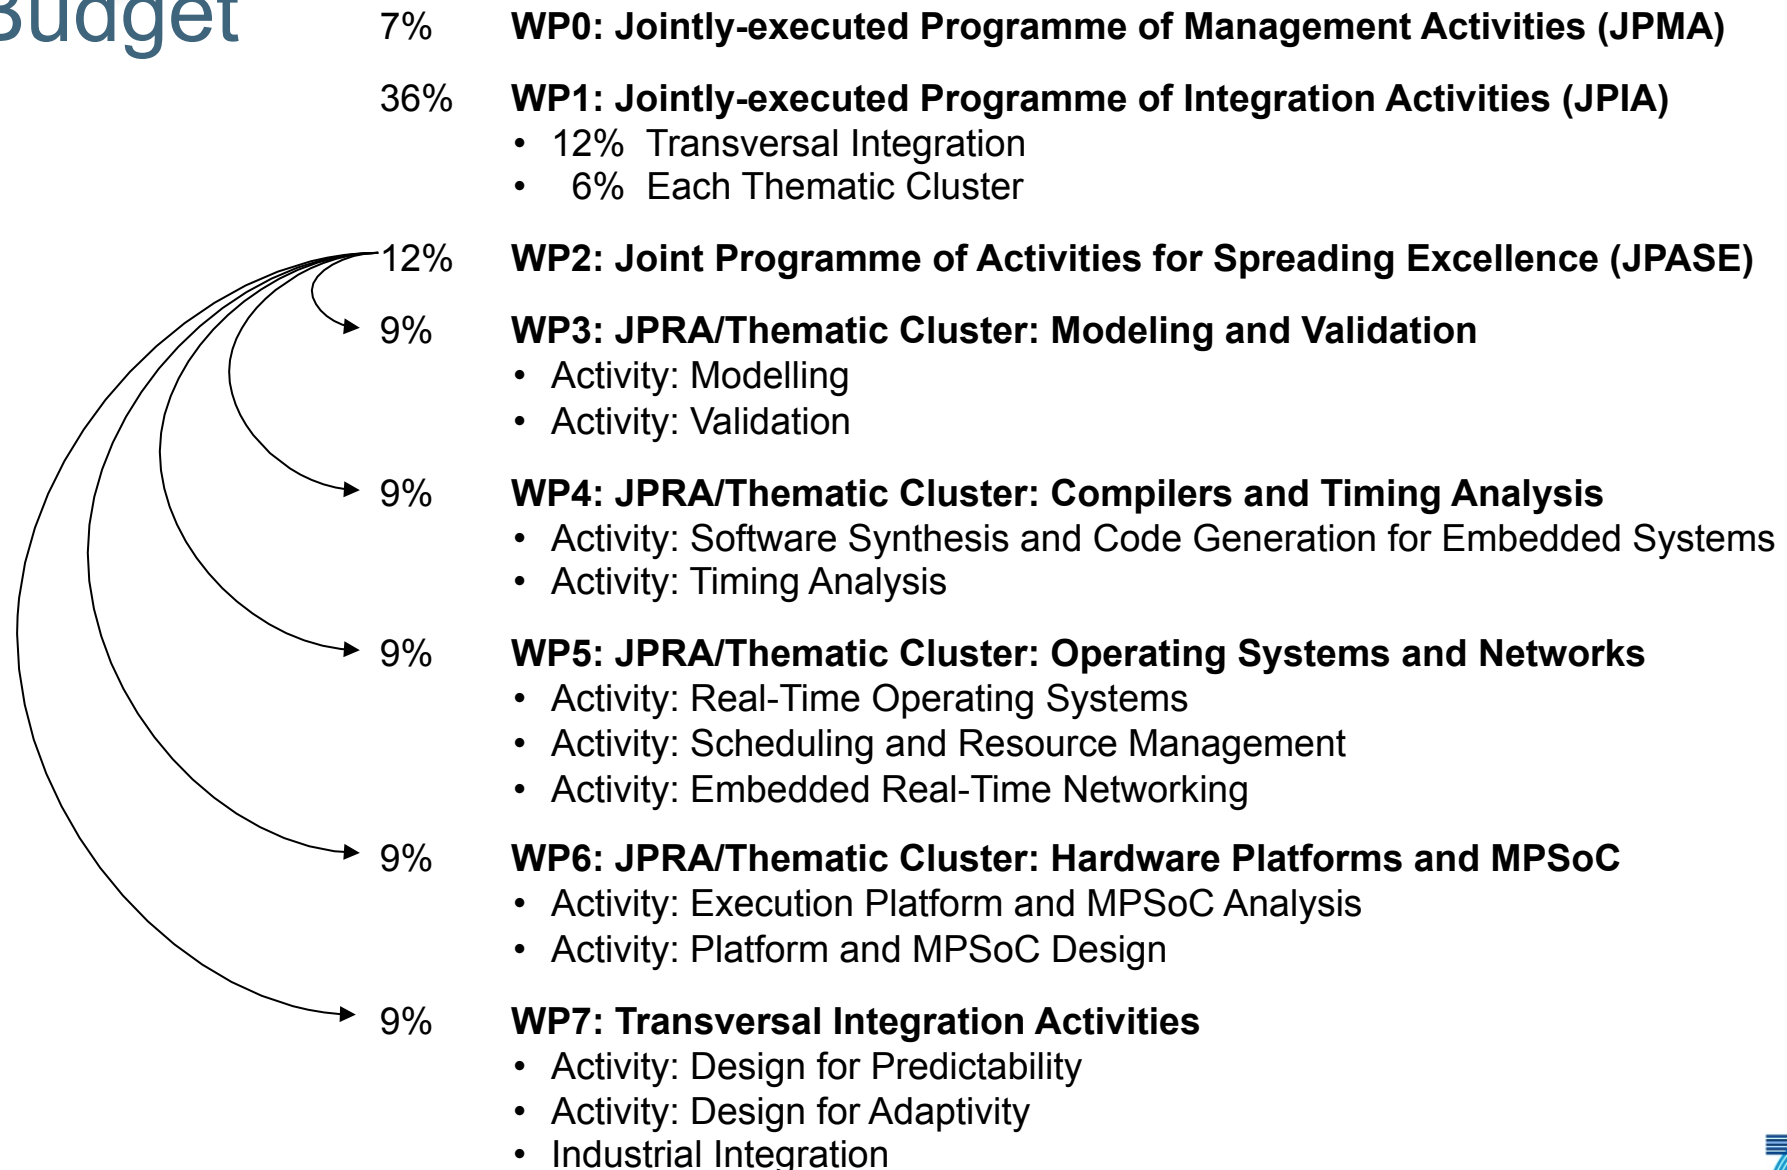 Budget
7% WP0: Jointly-executed Programme of Management Activities (JPMA)
36% WP1: Jointly-executed Programme of Integration Activities (JPIA)
• 12% Transversal Integration
• 6% Each Thematic Cluster
12% WP2: Joint Programme of Activities for Spreading Excellence (JPASE)
9% WP3: JPRA/Thematic Cluster: Modeling and Validation
• Activity: Modelling
• Activity: Validation
9% WP4: JPRA/Thematic Cluster: Compilers and Timing Analysis
• Activity: Software Synthesis and Code Generation for Embedded Systems
• Activity: Timing Analysis
9% WP5: JPRA/Thematic Cluster: Operating Systems and Networks
• Activity: Real-Time Operating Systems
• Activity: Scheduling and Resource Management
• Activity: Embedded Real-Time Networking
9% WP6: JPRA/Thematic Cluster: Hardware Platforms and MPSoC
• Activity: Execution Platform and MPSoC Analysis
• Activity: Platform and MPSoC Design
9% WP7: Transversal Integration Activities
• Activity: Design for Predictability
• Activity: Design for Adaptivity
• Industrial Integration